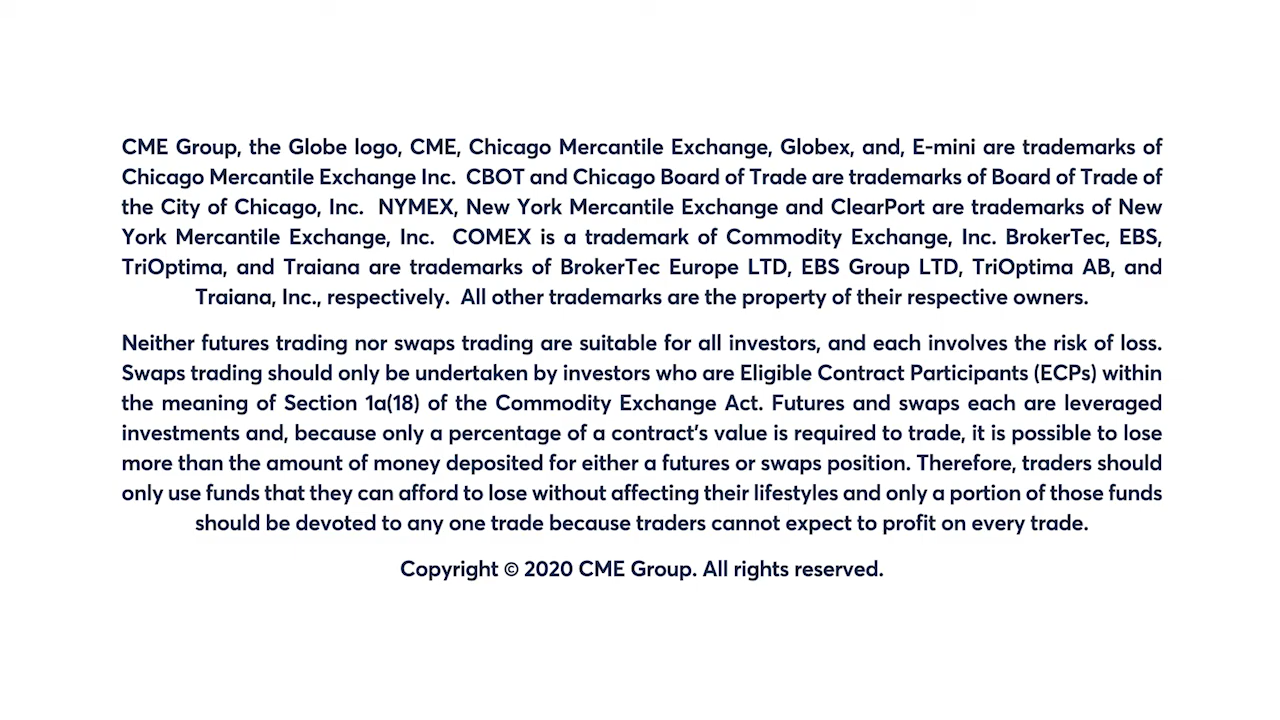 CME Group, the Globe logo, CME, Chicago Mercantile Exchange, Globex, and, E-mini are trademarks of
Chicago Mercantile Exchange Inc.  CBOT and Chicago Board of Trade are trademarks of Board of Trade of
the City of Chicago, Inc.  NYMEX, New York Mercantile Exchange and ClearPort are trademarks of New
York Mercantile Exchange, Inc.  COMEX is a trademark of Commodity Exchange, Inc. BrokerTec, EBS,
TriOptima, and Traiana are trademarks of BrokerTec Europe LTD, EBS Group LTD, TriOptima AB, and
Traiana, Inc., respectively.  All other trademarks are the property of their respective owners.
Neither futures trading nor swaps trading are suitable for all investors, and each involves the risk of loss.
Swaps trading should only be undertaken by investors who are Eligible Contract Participants (ECPs) within
the meaning of Section 1a(18) of the Commodity Exchange Act. Futures and swaps each are leveraged
investments and, because only a percentage of a contract's value is required to trade, it is possible to lose
more than the amount of money deposited for either a futures or swaps position. Therefore, traders should
only use funds that they can afford to lose without affecting their lifestyles and only a portion of those funds
should be devoted to any one trade because traders cannot expect to profit on every trade.
Copyright © 2020 CME Group. All rights reserved.